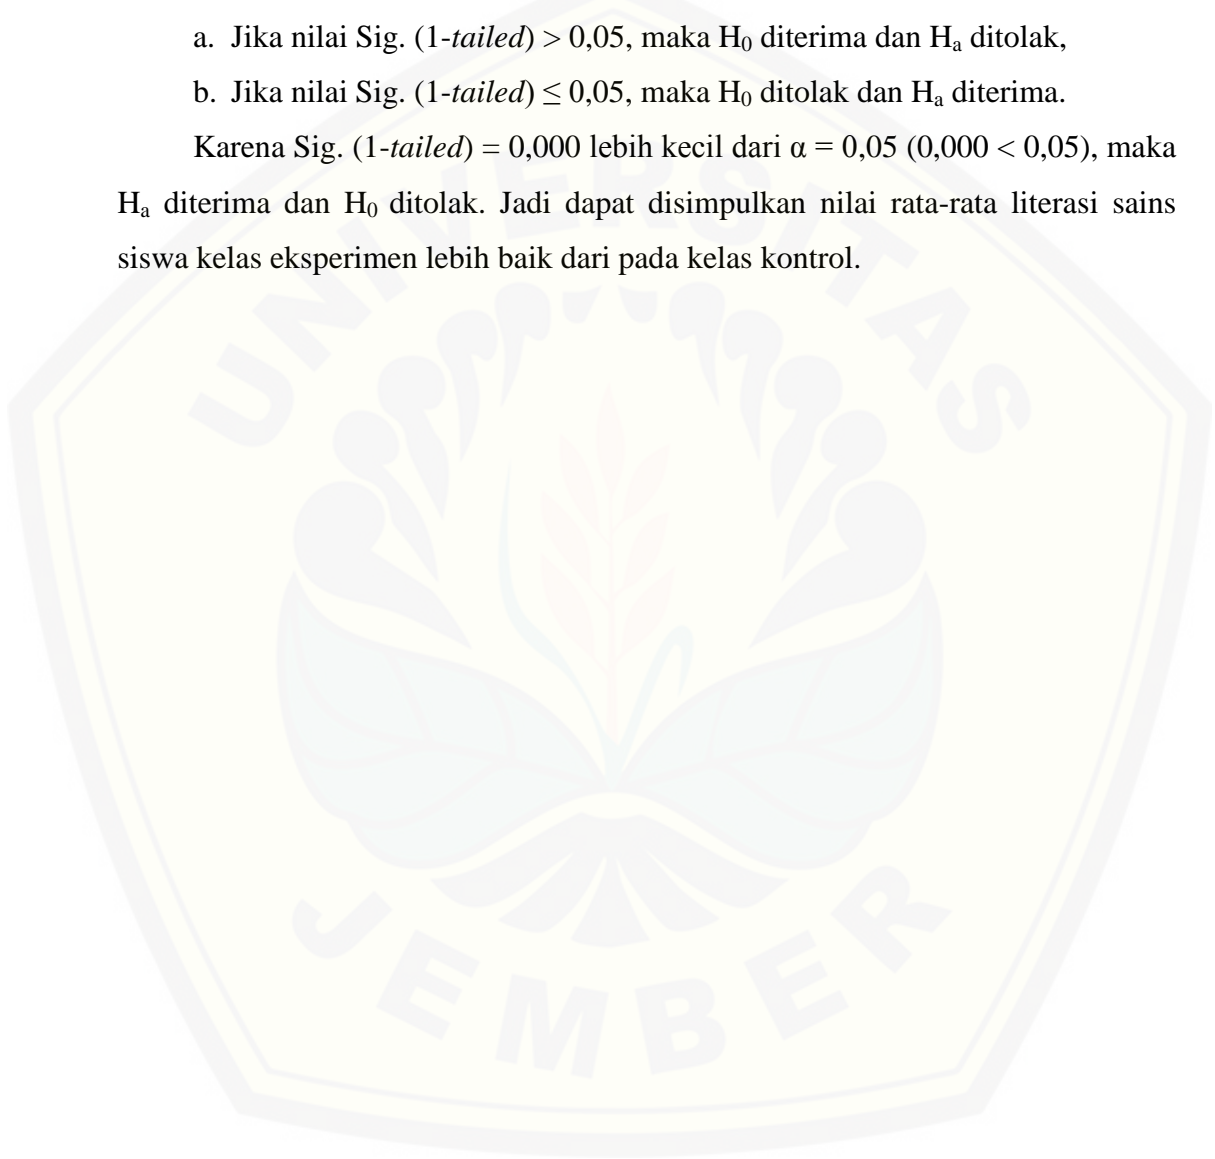 a. Jika nilai Sig. (1-tailed) > 0,05, maka H₀ diterima dan Hₐ ditolak,
b. Jika nilai Sig. (1-tailed) ≤ 0,05, maka H₀ ditolak dan Hₐ diterima.
Karena Sig. (1-tailed) = 0,000 lebih kecil dari α = 0,05 (0,000 < 0,05), maka
Hₐ diterima dan H₀ ditolak. Jadi dapat disimpulkan nilai rata-rata literasi sains
siswa kelas eksperimen lebih baik dari pada kelas kontrol.
UNIVERSITAS
JEMBER